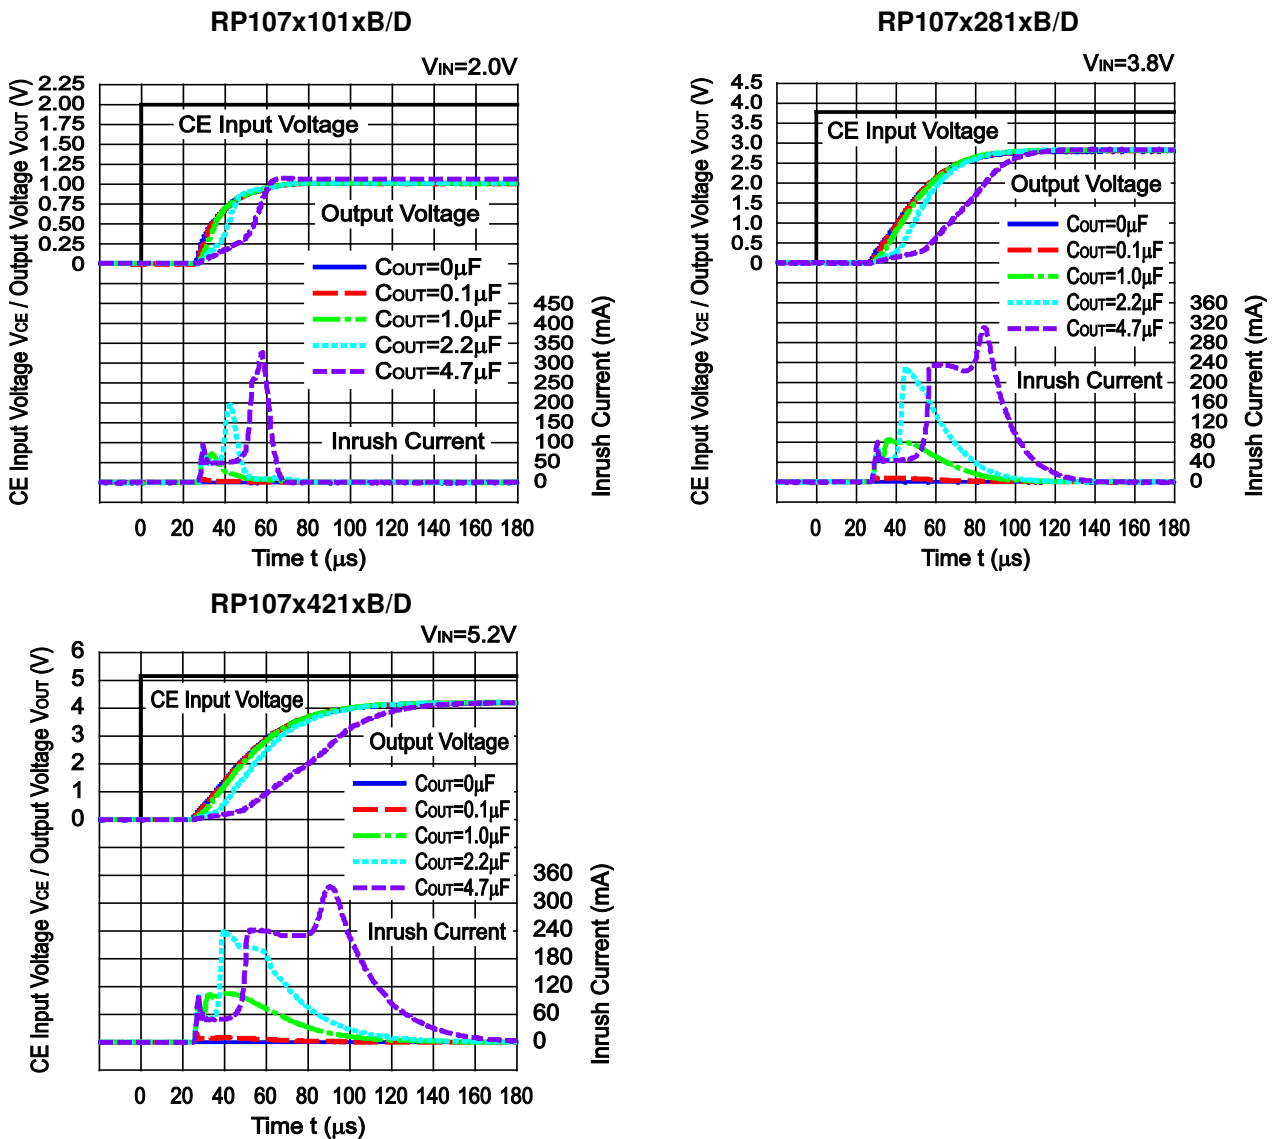 RP107x101xB/D
VIN=2.0V
CE Input Voltage VCE / Output Voltage VOUT (V)
2.25
2.00
1.75
1.50
1.25
1.00
0.75
0.50
0.25
0
CE Input Voltage
Output Voltage
COUT=0μF
COUT=0.1μF
COUT=1.0μF
COUT=2.2μF
COUT=4.7μF
Inrush Current
450
400
350
300
250
200
150
100
50
0
Inrush Current (mA)
0 20 40 60 80 100 120 140 160 180
Time t (μs)
RP107x281xB/D
VIN=3.8V
CE Input Voltage VCE / Output Voltage VOUT (V)
4.5
4.0
3.5
3.0
2.5
2.0
1.5
1.0
0.5
0
CE Input Voltage
Output Voltage
COUT=0μF
COUT=0.1μF
COUT=1.0μF
COUT=2.2μF
COUT=4.7μF
Inrush Current
360
320
280
240
200
160
120
80
40
0
Inrush Current (mA)
0 20 40 60 80 100 120 140 160 180
Time t (μs)
RP107x421xB/D
VIN=5.2V
CE Input Voltage VCE / Output Voltage VOUT (V)
6
5
4
3
2
1
0
CE Input Voltage
Output Voltage
COUT=0μF
COUT=0.1μF
COUT=1.0μF
COUT=2.2μF
COUT=4.7μF
Inrush Current
360
300
240
180
120
60
0
Inrush Current (mA)
0 20 40 60 80 100 120 140 160 180
Time t (μs)